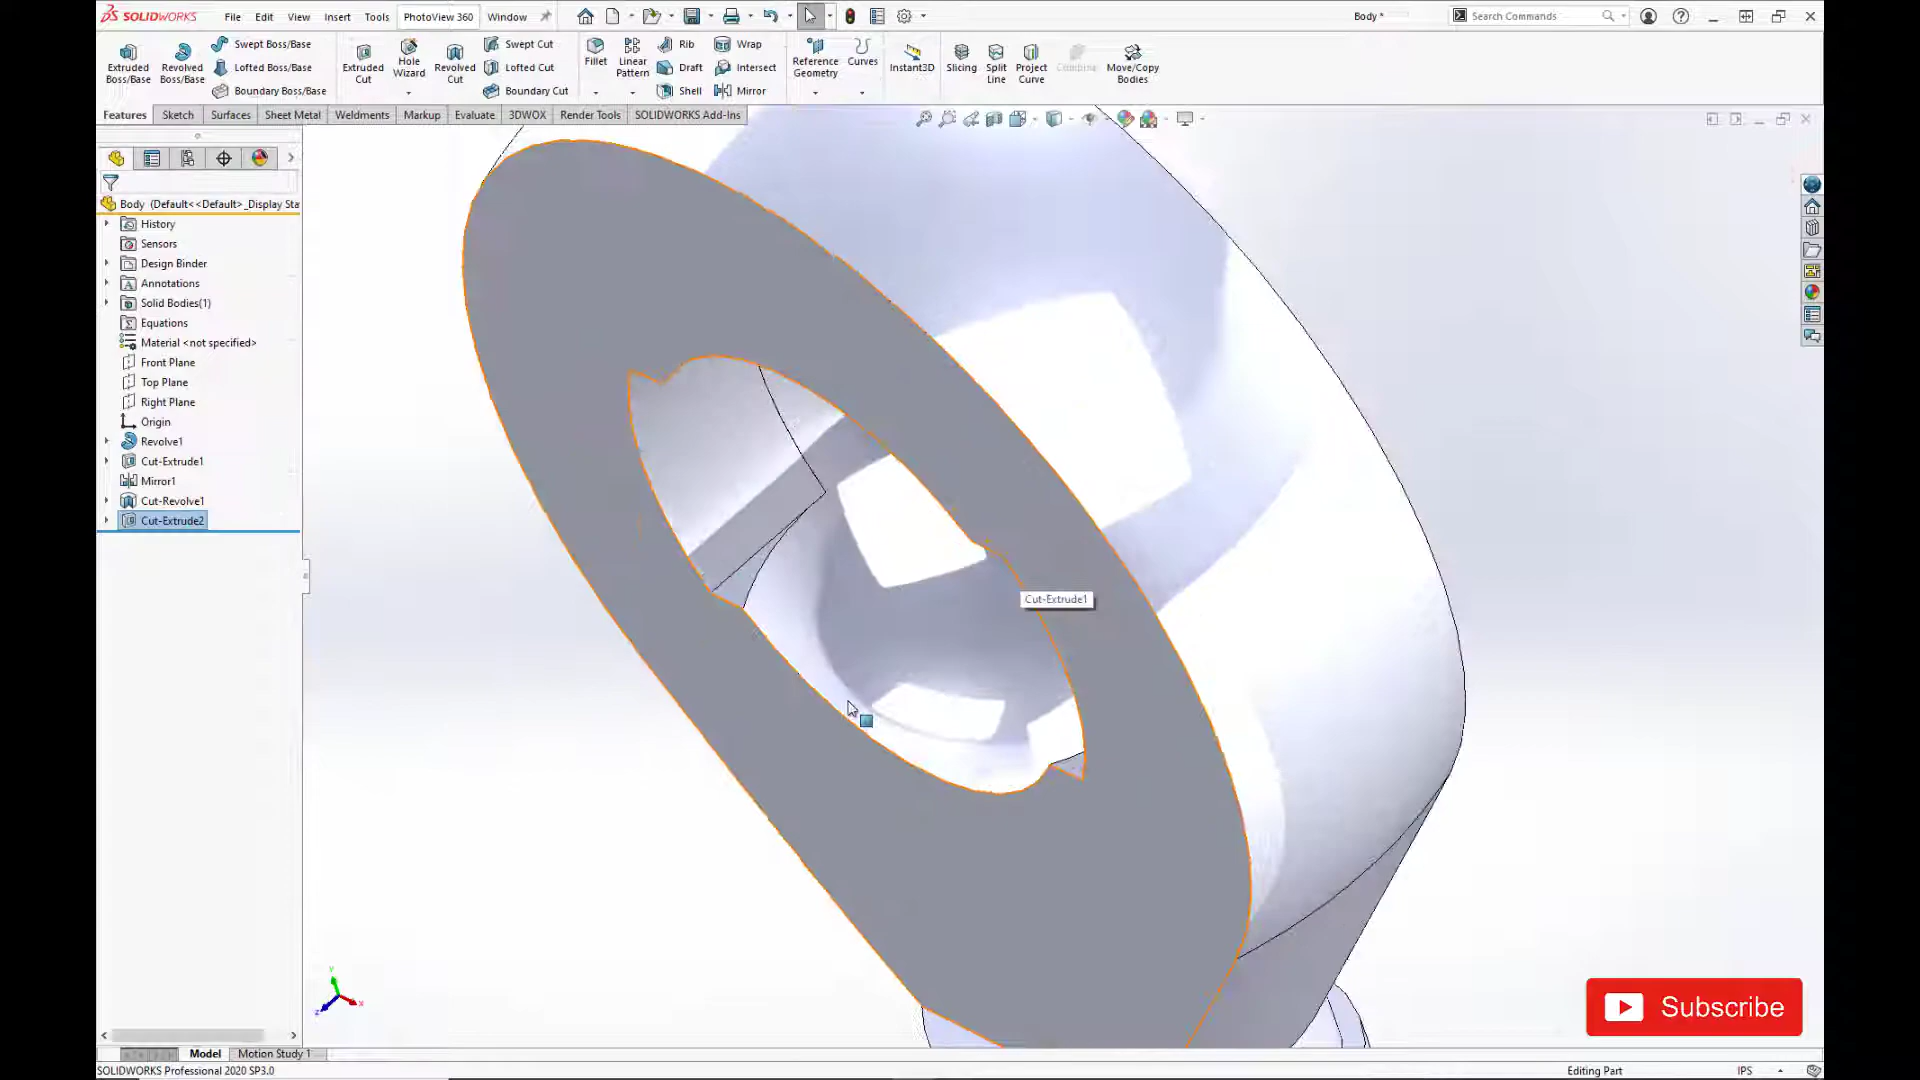 SOLIDWORKS File Edit View Insert Tools PhotoView 360 Window Body * Search Commands
Extruded Boss/Base
Revolved Boss/Base
Swept Boss/Base
Lofted Boss/Base
Boundary Boss/Base
Extruded Cut
Hole Wizard
Revolved Cut
Swept Cut
Lofted Cut
Boundary Cut
Fillet
Linear Pattern
Rib
Draft
Shell
Wrap
Intersect
Mirror
Reference Geometry
Curves
Instant3D
Slicing
Split Line
Project Curve
Combine
Move/Copy Bodies
Features Sketch Surfaces Sheet Metal Weldments Markup Evaluate 3DWOX Render Tools SOLIDWORKS Add-Ins
Body (Default<<Default>_Display Sta
History
Sensors
Design Binder
Annotations
Solid Bodies(1)
Equations
Material <not specified>
Front Plane
Top Plane
Right Plane
Origin
Revolve1
Cut-Extrude1
Mirror1
Cut-Revolve1
Cut-Extrude2
Cut-Extrude1
Y
X
Z
Subscribe
Model Motion Study 1
SOLIDWORKS Professional 2020 SP3.0 Editing Part IPS